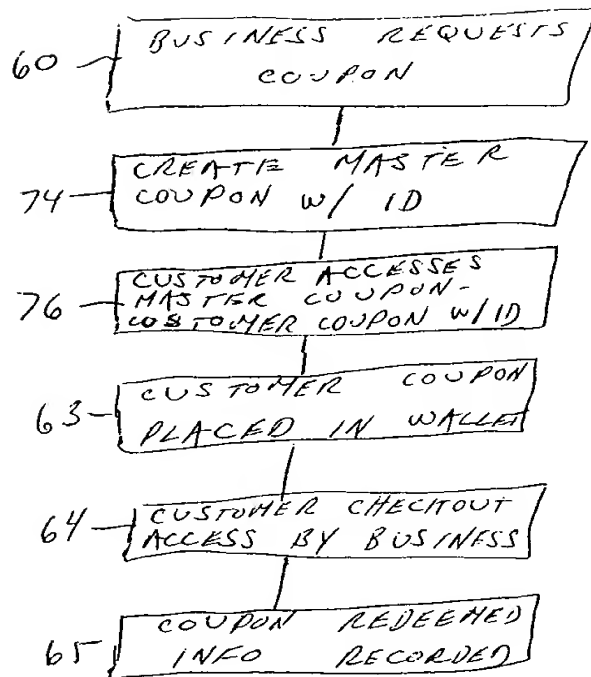 60
BUSINESS REQUESTS
COUPON
74
CREATE MASTER
COUPON W/ ID
76
CUSTOMER ACCESSES
MASTER COUPON-
CUSTOMER COUPON W/ID
63
CUSTOMER COUPON
PLACED IN WALLET
64
CUSTOMER CHECKOUT
ACCESS BY BUSINESS
65
COUPON REDEEMED
INFO RECORDED